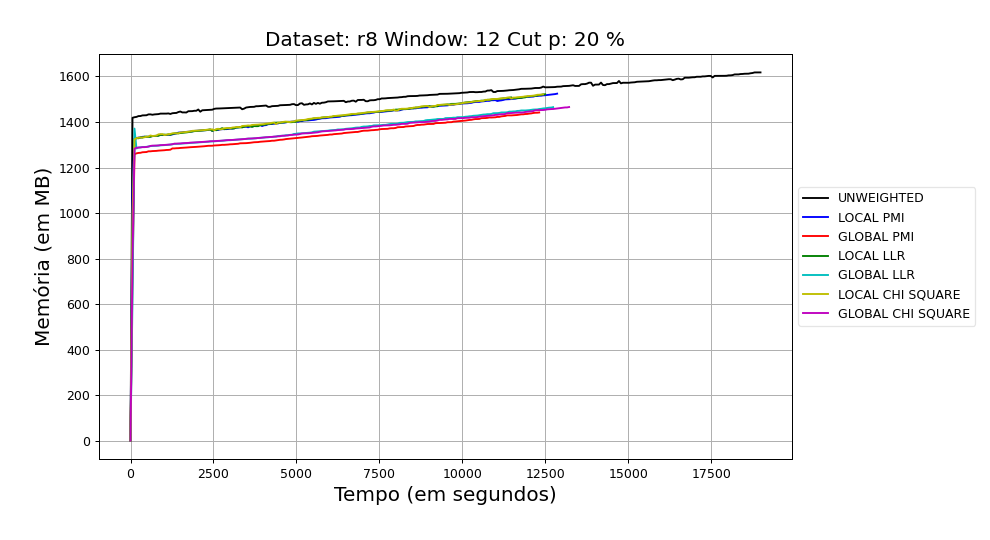 Dataset: r8 Window: 12 Cut p: 20 %
Memória (em MB)
1600
1400
1200
1000
800
600
400
200
0
0 2500 5000 7500 10000 12500 15000 17500
Tempo (em segundos)
UNWEIGHTED
LOCAL PMI
GLOBAL PMI
LOCAL LLR
GLOBAL LLR
LOCAL CHI SQUARE
GLOBAL CHI SQUARE